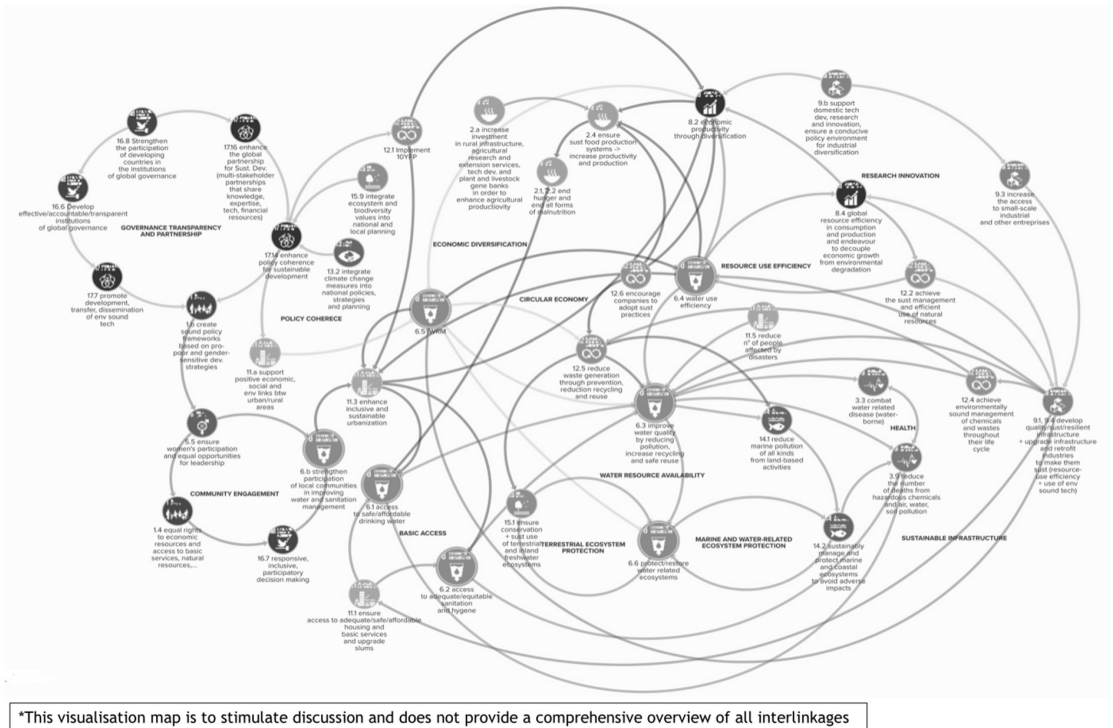 16.8 Strengthen
the participation
of developing
countries in
the institutions
of global governance
17.16 enhance
the global
partnership
for Sust. Dev.
(multi-stakeholder
partnerships
that share
knowledge,
expertise,
tech, financial
resources)
12.1 Implement
10YFP
2.a increase
investment
in rural infrastructure,
agricultural
research and
extension services,
tech dev. and
plant and livestock
gene banks
in order to
enhance agricultural
productiovity
2.4 ensure
sust food production
systems ->
increase productivity
and production
8.2 economic
productivity
through diversification
9.b support
domestic tech
dev, research
and innovation,
ensure a conducive
policy environment
for industrial
diversification
16.6 Develop
effective/accountable/transparent
institutions
of global governance
GOVERNANCE TRANSPARENCY
AND PARTNERSHIP
15.9 integrate
ecosystem and
biodiversity
values into
national and
local planning
2.1, 2.2 end
hunger and
end all forms
of malnutrition
RESEARCH INNOVATION
9.3 increase
the access
to small-scale
industrial
and other entreprises
8.4 global
resource efficiency
in consumption
and production
and endeavour
to decouple
economic growth
from environmental
degradation
17.14 enhance
policy coherence
for sustainable
development
13.2 integrate
climate change
measures into
national policies,
strategies
and planning
ECONOMIC DIVERSIFICATION
RESOURCE USE EFFICIENCY
17.7 promote
development,
transfer, dissemination
of env sound
tech
POLICY COHERECE
6.5 IWRM
CIRCULAR ECONOMY
12.6 encourage
companies to
adopt sust
practices
6.4 water use
efficiency
12.2 achieve
the sust management
and efficient
use of natural
resources
1.b create
sound policy
frameworks
based on pro-
poor and gender-
sensitive dev.
strategies
11.a support
positive economic,
social and
env links btw
urban/rural
areas
11.5 reduce
n° of people
affected by
disasters
12.5 reduce
waste generation
through prevention,
reduction recycling
and reuse
11.3 enhance
inclusive and
sustainable
urbanization
3.3 combat
water related
disease (water-
borne)
HEALTH
12.4 achieve
environmentally
sound management
of chemicals
and wastes
throughout
their life
cycle
9.1, 9.4 develop
quality/sust/resilient
infrastructure
+ upgrade infrastructure
and retrofit
industries
to make them
sust (resource-
use efficiency
+ use of env
sound tech)
6.3 improve
water quality
by reducing
pollution,
increase recycling
and safe reuse
14.1 reduce
marine pollution
of all kinds
from land-based
activities
5.5 ensure
women's participation
and equal opportunities
for leadership
6.b strengthen
participation
of local communities
in improving
water and sanitation
management
WATER RESOURCE AVAILABILITY
3.9 reduce
the number
of deaths from
hazardous chemicals
and air, water,
soil pollution
COMMUNITY ENGAGEMENT
6.1 access
to safe/affordable
drinking water
1.4 equal rights
to economic
resources and
access to basic
services, natural
resources,...
16.7 responsive,
inclusive,
participatory
decision making
BASIC ACCESS
15.1 ensure
conservation
+ sust use
of terrestrial
and inland
freshwater
ecosystems
TERRESTRIAL ECOSYSTEM
PROTECTION
6.6 protect/restore
water related
ecosystems
MARINE AND WATER-RELATED
ECOSYSTEM PROTECTION
14.2 sustainably
manage and
protect marine
and coastal
ecosystems
to avoid adverse
impacts
SUSTAINABLE INFRASTRUCTURE
6.2 access
to adequate/equitable
sanitation
and hygene
11.1 ensure
access to adequate/safe/affordable
housing and
basic services
and upgrade
slums
*This visualisation map is to stimulate discussion and does not provide a comprehensive overview of all interlinkages